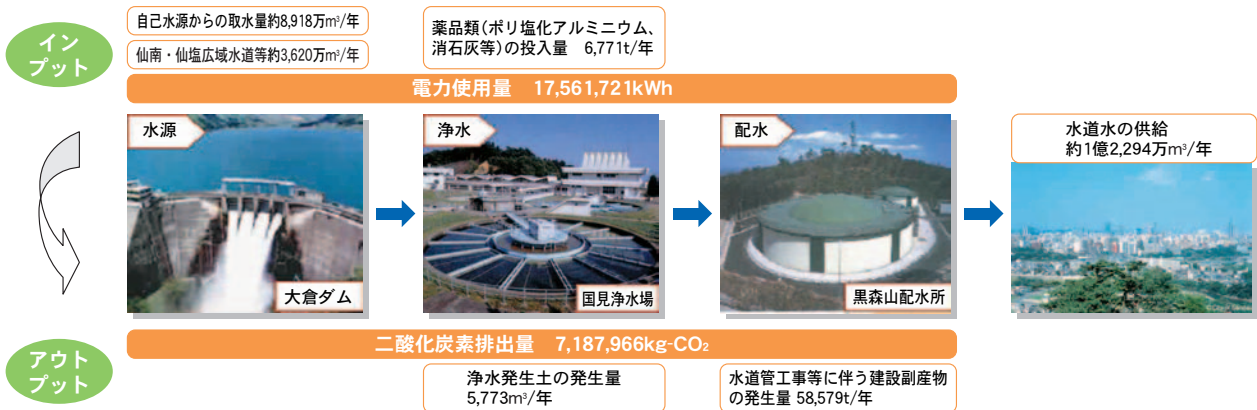 イン
プット
自己水源からの取水量約8,918万m³/年
仙南・仙塩広域水道等約3,620万m³/年
薬品類(ポリ塩化アルミニウム、
消石灰等)の投入量 6,771t/年
電力使用量 17,561,721kWh
水源
大倉ダム
浄水
国見浄水場
配水
黒森山配水所
水道水の供給
約1億2,294万m³/年
アウト
プット
二酸化炭素排出量 7,187,966kg-CO₂
浄水発生土の発生量
5,773m³/年
水道管工事等に伴う建設副産物
の発生量 58,579t/年